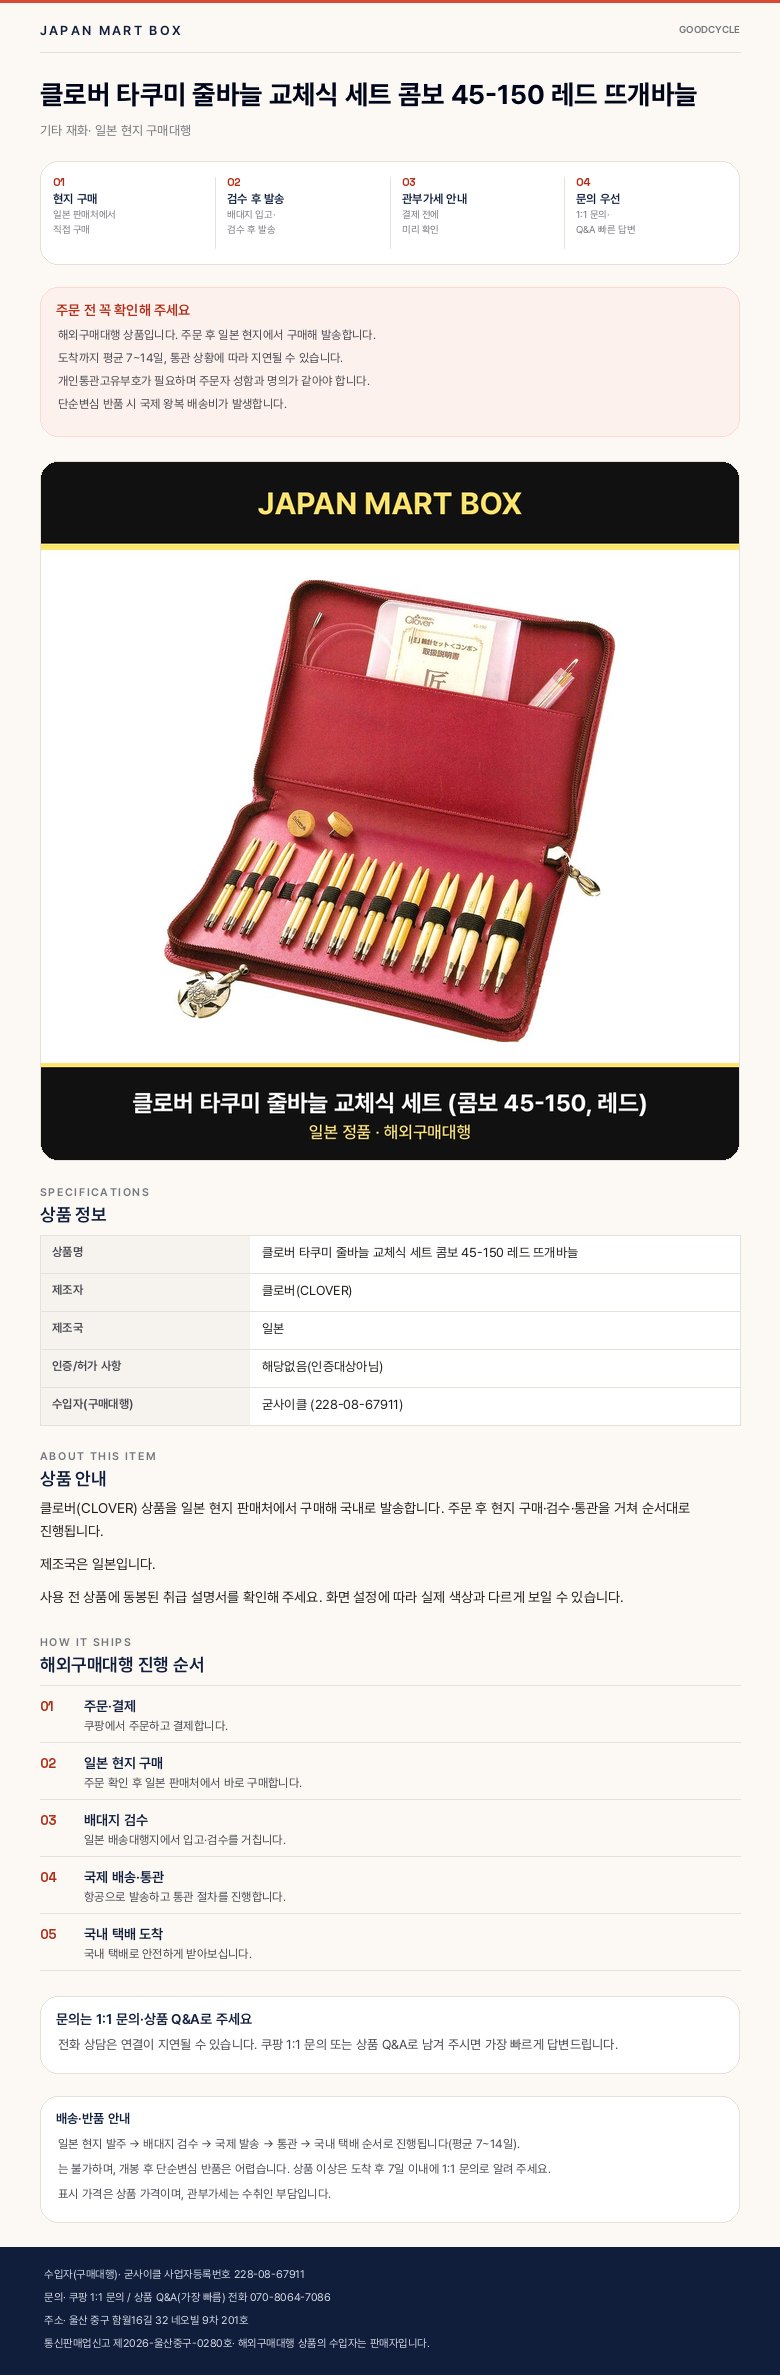 JAPAN MART BOX
GOODCYCLE
클로버 타쿠미 줄바늘 교체식 세트 콤보 45-150 레드 뜨개바늘
기타 재화· 일본 현지 구매대행
01
현지 구매
일본 판매처에서
직접 구매
02
검수 후 발송
배대지 입고·
검수 후 발송
03
관부가세 안내
결제 전에
미리 확인
04
문의 우선
1:1 문의·
Q&A 빠른 답변
주문 전 꼭 확인해 주세요
해외구매대행 상품입니다. 주문 후 일본 현지에서 구매해 발송합니다.
도착까지 평균 7~14일, 통관 상황에 따라 지연될 수 있습니다.
개인통관고유부호가 필요하며 주문자 성함과 명의가 같아야 합니다.
단순변심 반품 시 국제 왕복 배송비가 발생합니다.
JAPAN MART BOX
Clover
輪針セット<コンボ>
取扱説明書
匠
클로버 타쿠미 줄바늘 교체식 세트 (콤보 45-150, 레드)
일본 정품 · 해외구매대행
SPECIFICATIONS
상품 정보
상품명 클로버 타쿠미 줄바늘 교체식 세트 콤보 45-150 레드 뜨개바늘
제조자 클로버(CLOVER)
제조국 일본
인증/허가 사항 해당없음(인증대상아님)
수입자(구매대행) 굳사이클 (228-08-67911)
ABOUT THIS ITEM
상품 안내
클로버(CLOVER) 상품을 일본 현지 판매처에서 구매해 국내로 발송합니다. 주문 후 현지 구매·검수·통관을 거쳐 순서대로
진행됩니다.
제조국은 일본입니다.
사용 전 상품에 동봉된 취급 설명서를 확인해 주세요. 화면 설정에 따라 실제 색상과 다르게 보일 수 있습니다.
HOW IT SHIPS
해외구매대행 진행 순서
01 주문·결제
쿠팡에서 주문하고 결제합니다.
02 일본 현지 구매
주문 확인 후 일본 판매처에서 바로 구매합니다.
03 배대지 검수
일본 배송대행지에서 입고·검수를 거칩니다.
04 국제 배송·통관
항공으로 발송하고 통관 절차를 진행합니다.
05 국내 택배 도착
국내 택배로 안전하게 받아보십니다.
문의는 1:1 문의·상품 Q&A로 주세요
전화 상담은 연결이 지연될 수 있습니다. 쿠팡 1:1 문의 또는 상품 Q&A로 남겨 주시면 가장 빠르게 답변드립니다.
배송·반품 안내
일본 현지 발주 → 배대지 검수 → 국제 발송 → 통관 → 국내 택배 순서로 진행됩니다(평균 7~14일).
는 불가하며, 개봉 후 단순변심 반품은 어렵습니다. 상품 이상은 도착 후 7일 이내에 1:1 문의로 알려 주세요.
표시 가격은 상품 가격이며, 관부가세는 수취인 부담입니다.
수입자(구매대행)· 굳사이클 사업자등록번호 228-08-67911
문의· 쿠팡 1:1 문의 / 상품 Q&A(가장 빠름) 전화 070-8064-7086
주소· 울산 중구 함월16길 32 네오빌 9차 201호
통신판매업신고 제2026-울산중구-0280호· 해외구매대행 상품의 수입자는 판매자입니다.